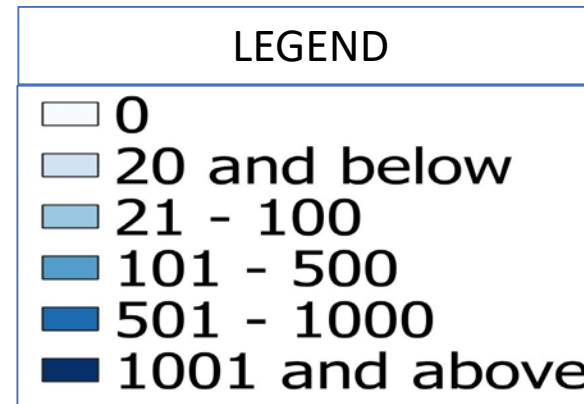 LEGEND
0
20 and below
21 - 100
101 - 500
501 - 1000
1001 and above